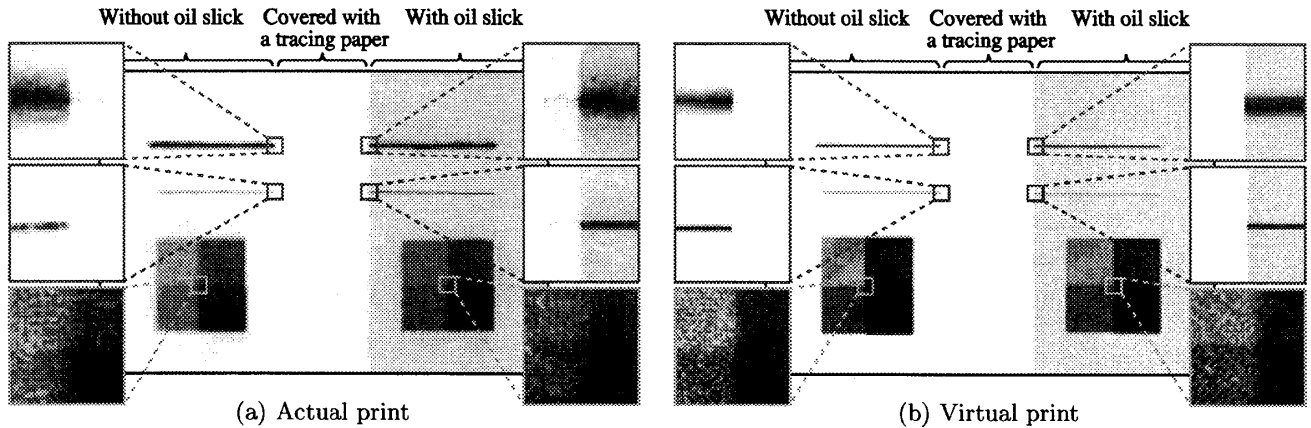 Without oil slick
Covered with
a tracing paper
With oil slick
Without oil slick
Covered with
a tracing paper
With oil slick
(a) Actual print
(b) Virtual print